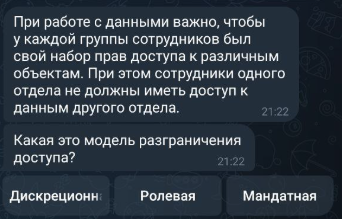 При работе с данными важно, чтобы
у каждой группы сотрудников был
свой набор прав доступа к различным
объектам. При этом сотрудники одного
отдела не должны иметь доступ к
данным другого отдела.
21:22
Какая это модель разграничения
доступа?
21:22
Дискреционн
Ролевая
Мандатная